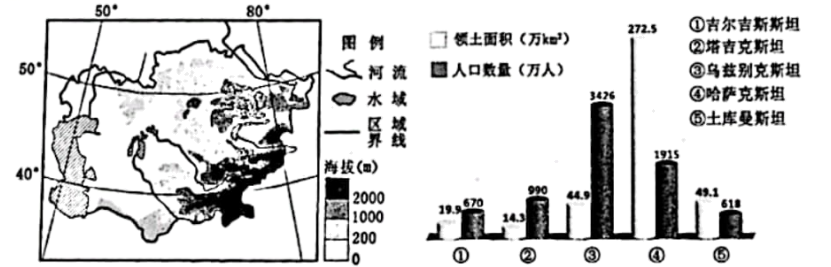 50° 80°
50°
40°
图例
河流
水域
区域
界线
海拔(m)
2000
1000
200
0
领土面积（万km²）
人口数量（万人）
19.9 670 14.3 990 44.9 3426 272.5 1915 49.1 618
① ② ③ ④ ⑤
①吉尔吉斯斯坦
②塔吉克斯坦
③乌兹别克斯坦
④哈萨克斯坦
⑤土库曼斯坦